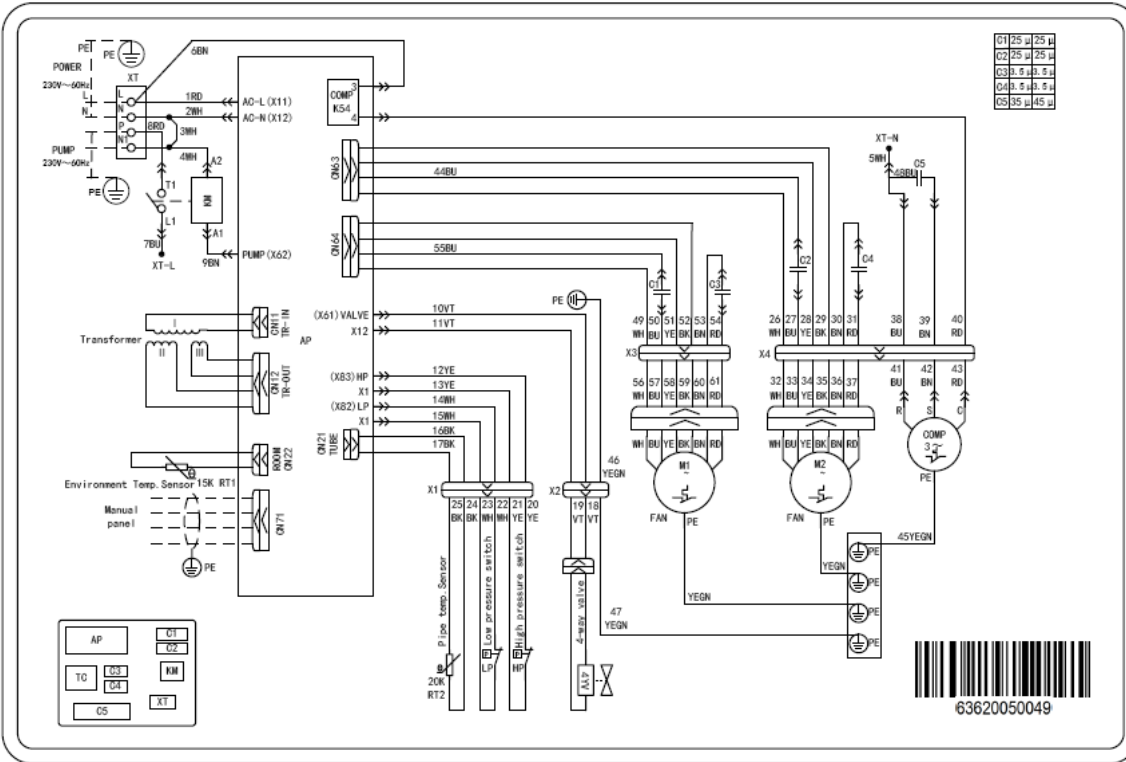 PE
PE
POWER
230V～60Hz
L
N
XT
L
N
P
N1
PUMP
230V～60Hz
PE
6BN
1RD
2WH
8RD
3WH
4WH
A2
T1
KM
L1
A1
7BU
XT-L
9BN
AC-L(X11)
AC-N(X12)
PUMP(X62)
COMP
K54
3
4
CN63
44BU
CN64
55BU
C1 25μ 25μ
C2 25μ 25μ
C3 3.5μ 3.5μ
C4 3.5μ 3.5μ
C5 35μ 45μ
XT-N
5WH
48BU
C5
C2
C4
C1
C3
PE
Transformer
I
II
III
CN11
TR-IN
CN12
TR-OUT
AP
(X61)VALVE
X12
10VT
11VT
(X83)HP
X1
(X82)LP
X1
12YE
13YE
14WH
15WH
16BK
17BK
CN21
TUBE
ROOM
CN22
Environment Temp.Sensor 15K RT1
θ
Manual
panel
CN71
PE
49 50 51 52 53 54
WH BU YE BK BN RD
X3
56 57 58 59 60 61
WH BU YE BK BN RD
WH BU YE BK BN RD
M1
～
FAN
PE
26 27 28 29 30 31
WH BU YE BK BN RD
X4
32 33 34 35 36 37
WH BU YE BK BN RD
WH BU YE BK BN RD
M2
～
FAN
PE
38 39 40
BU BN RD
41 42 43
BU BN RD
R S C
COMP
3～
PE
45YEGN
PE
YEGN
PE
YEGN
PE
PE
46
YEGN
47
YEGN
X1
25 24 23 22 21 20
BK BK WH WH YE YE
X2
19 18
VT VT
Pipe temp.Sensor
Low pressure switch
High pressure switch
4-way valve
θ
20K
RT2
P
LP
P
HP
4YV
AP
C1
C2
TC
C3
C4
KM
C5
XT
63620050049